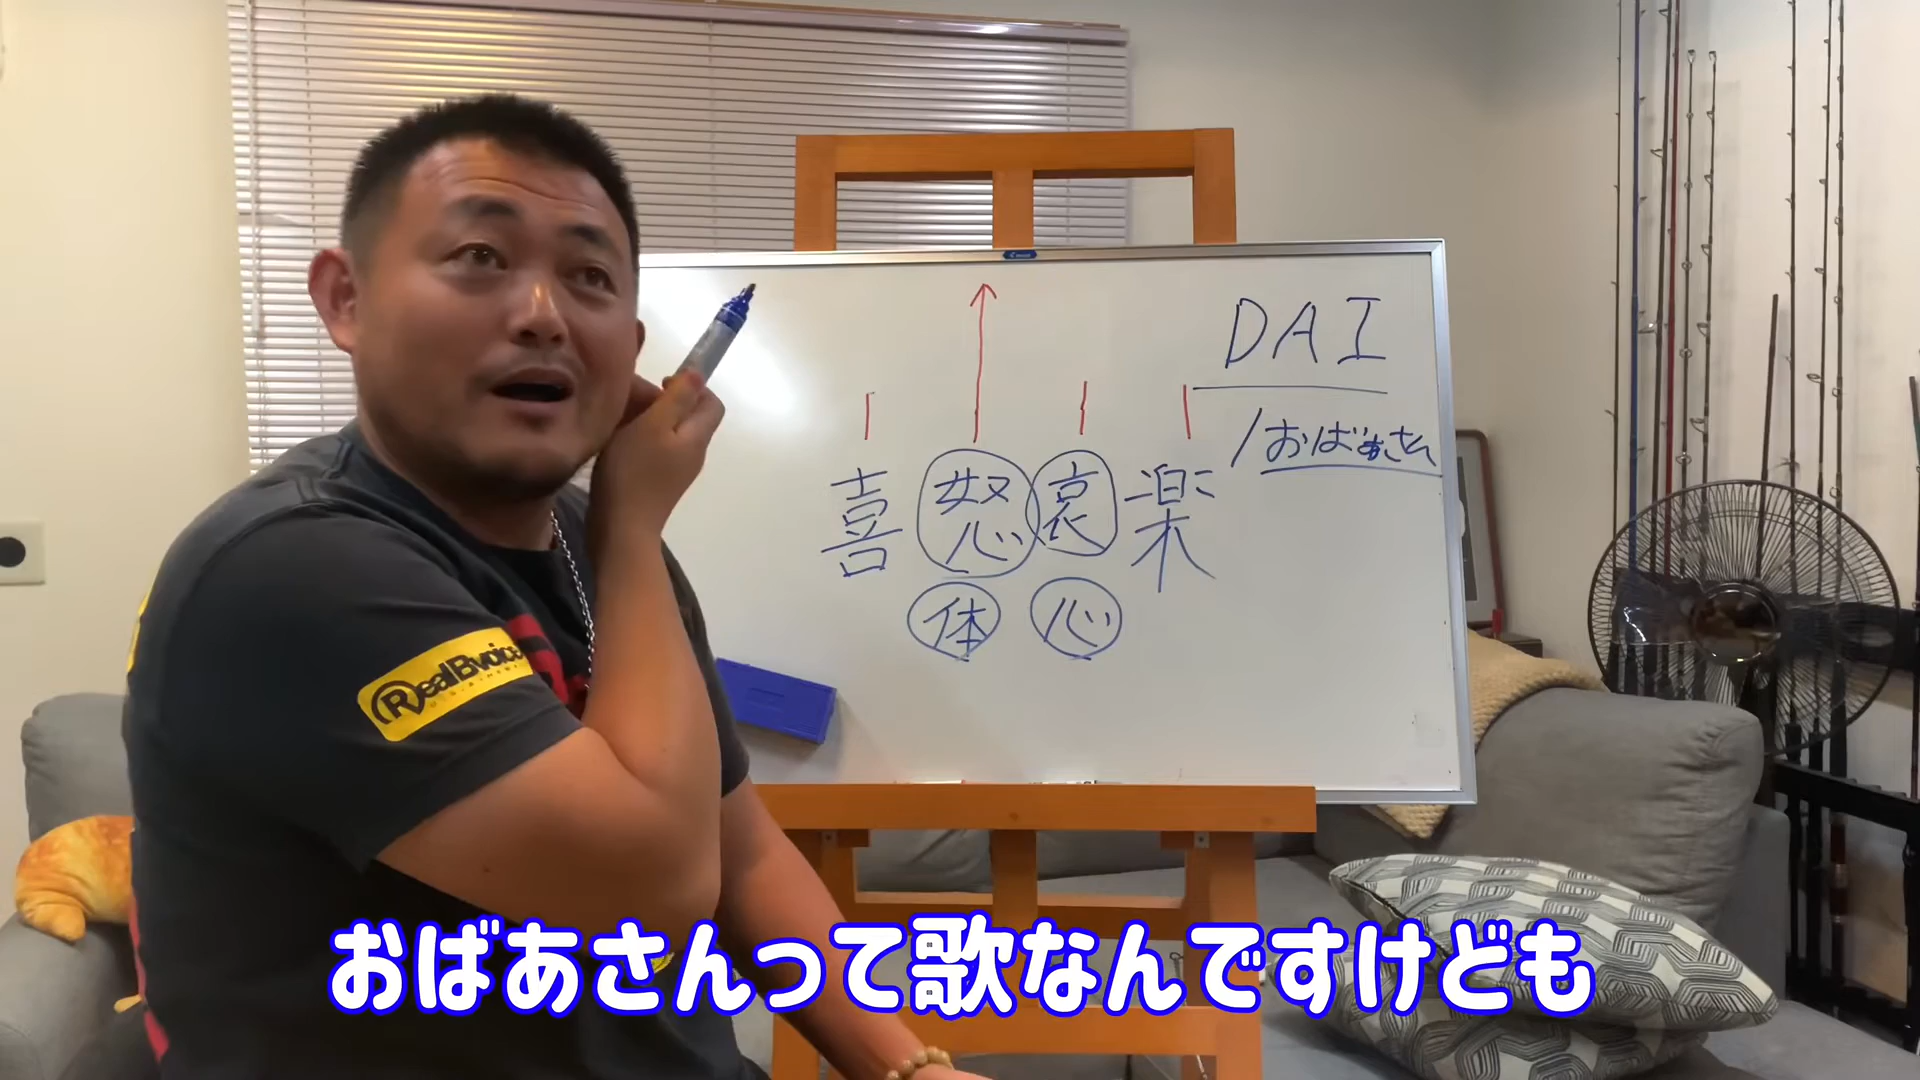 DAI
/おばあさん
喜怒哀楽
体 心
RealBvoice
おばあさんって歌なんですけども